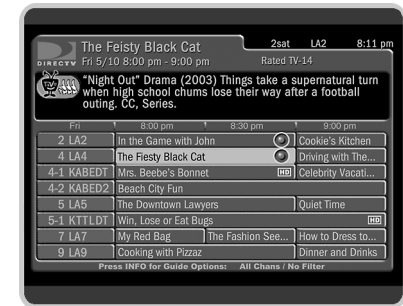 The Feisty Black Cat 2sat LA2 8:11 pm
DIRECTV Fri 5/10 8:00 pm - 9:00 pm Rated TV-14
"Night Out" Drama (2003) Things take a supernatural turn
when high school chums lose their way after a football
outing. CC, Series.
Fri 8:00 pm 8:30 pm 9:00 pm
2 LA2 In the Game with John Cookie's Kitchen
4 LA4 The Fiesty Black Cat Driving with The...
4-1 KABEDT Mrs. Beebe's Bonnet HD Celebrity Vacati...
4-2 KABED2 Beach City Fun
5 LA5 The Downtown Lawyers Quiet Time
5-1 KTTLDT Win, Lose or Eat Bugs HD
7 LA7 My Red Bag The Fashion See... How to Dress to...
9 LA9 Cooking with Pizzaz Dinner and Drinks
Press INFO for Guide Options: All Chans / No Filter